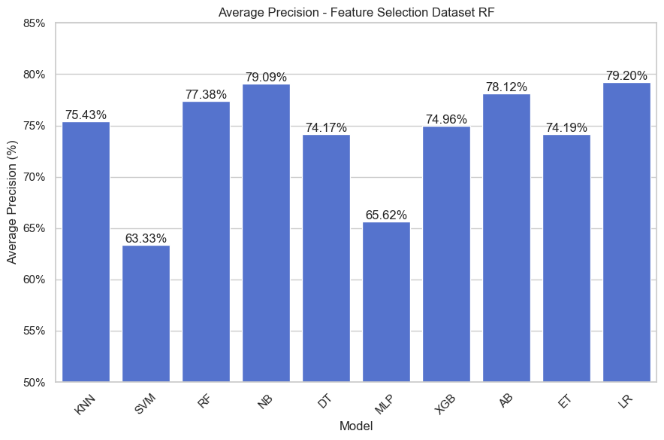 Average Precision - Feature Selection Dataset RF
85%
80%
75%
70%
65%
60%
55%
50%
Average Precision (%)
75.43%
63.33%
77.38%
79.09%
74.17%
65.62%
74.96%
78.12%
74.19%
79.20%
KNN
SVM
RF
NB
DT
MLP
XGB
AB
ET
LR
Model